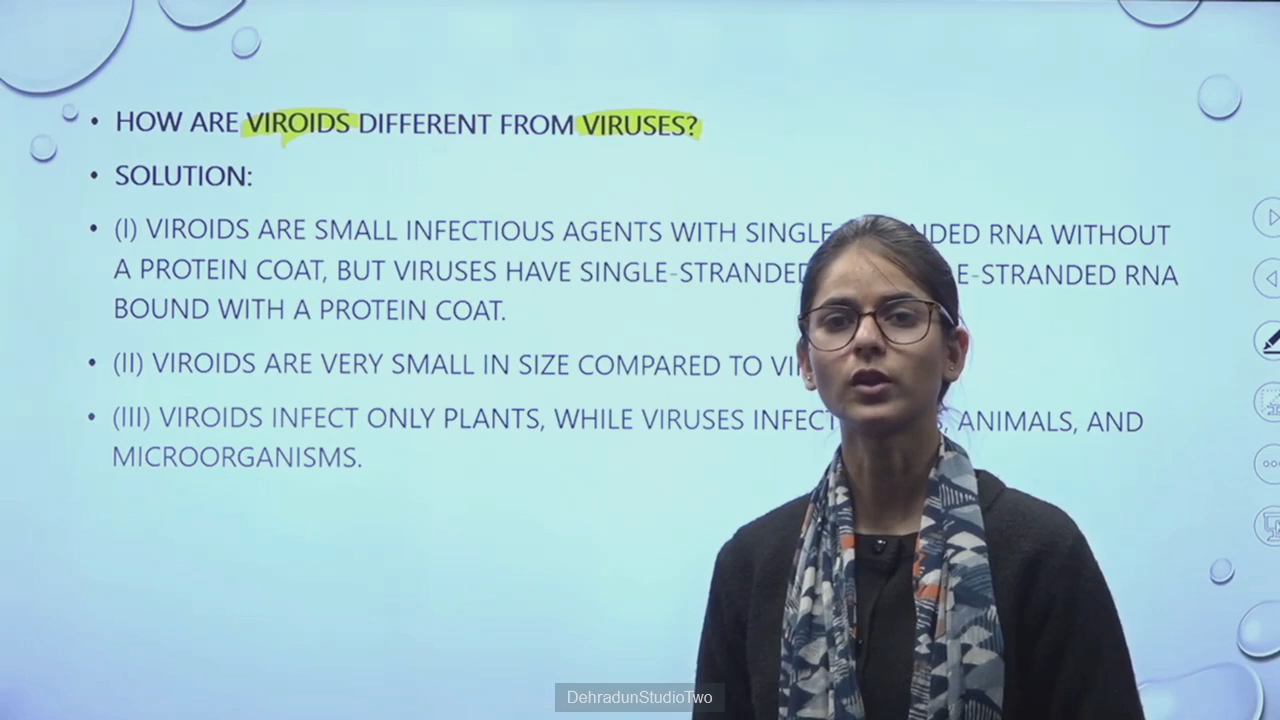 HOW ARE VIROIDS DIFFERENT FROM VIRUSES?
SOLUTION:
(I) VIROIDS ARE SMALL INFECTIOUS AGENTS WITH SINGLE NDED RNA WITHOUT
A PROTEIN COAT, BUT VIRUSES HAVE SINGLE-STRANDED E-STRANDED RNA
BOUND WITH A PROTEIN COAT.
(II) VIROIDS ARE VERY SMALL IN SIZE COMPARED TO
(III) VIROIDS INFECT ONLY PLANTS, WHILE VIRUSES INFECT , ANIMALS, AND
MICROORGANISMS.
DehradunStudioTwo